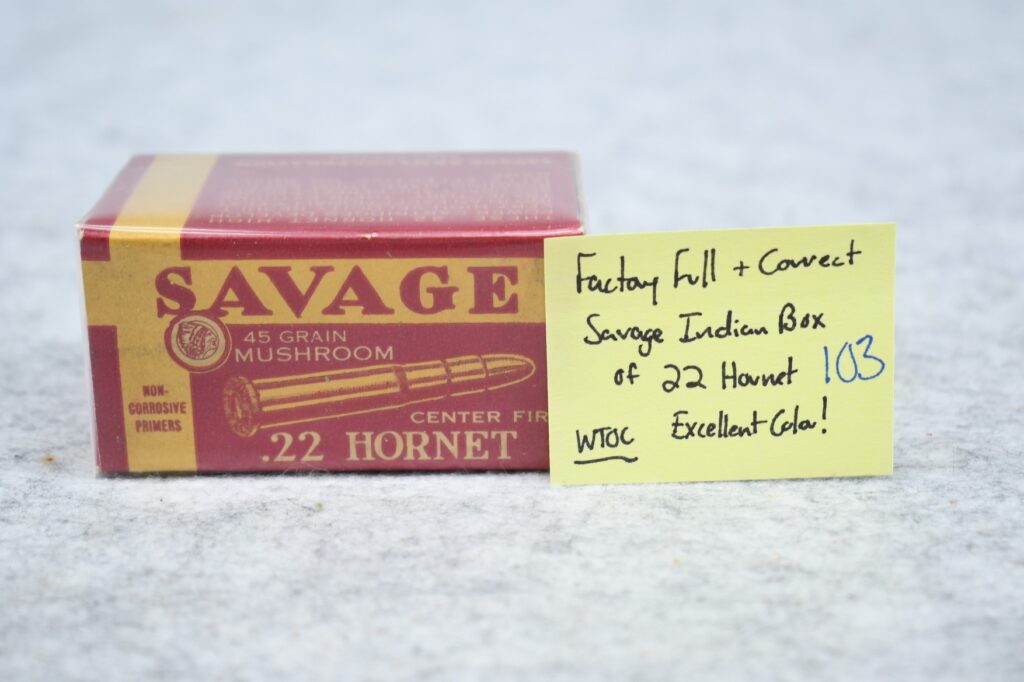 SAVAGE
45 GRAIN
MUSHROOM
NON-
CORROSIVE
PRIMERS
CENTER FIR
.22 HORNET
Factory Full + Correct
Savage Indian Box
of 22 Hornet 103
Excellent Color!
WTOC